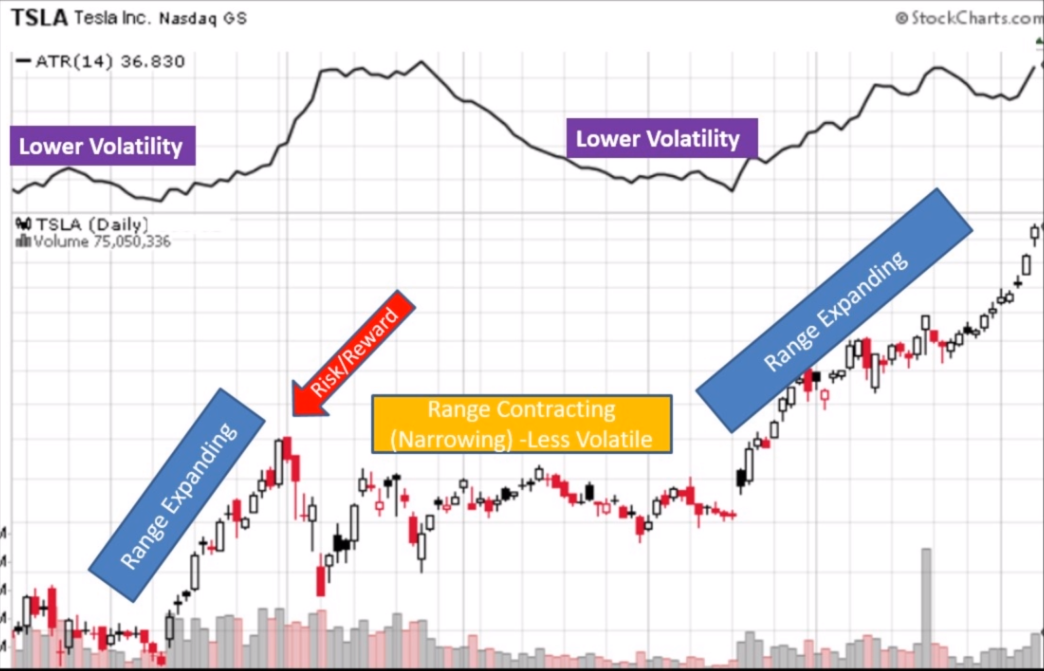 TSLA Tesla Inc. Nasdaq GS
© StockCharts.com
ATR(14) 36.830
Lower Volatility
Lower Volatility
TSLA (Daily)
Volume 75,050,336
Range Expanding
Risk/Reward
Range Contracting
(Narrowing) -Less Volatile
Range Expanding